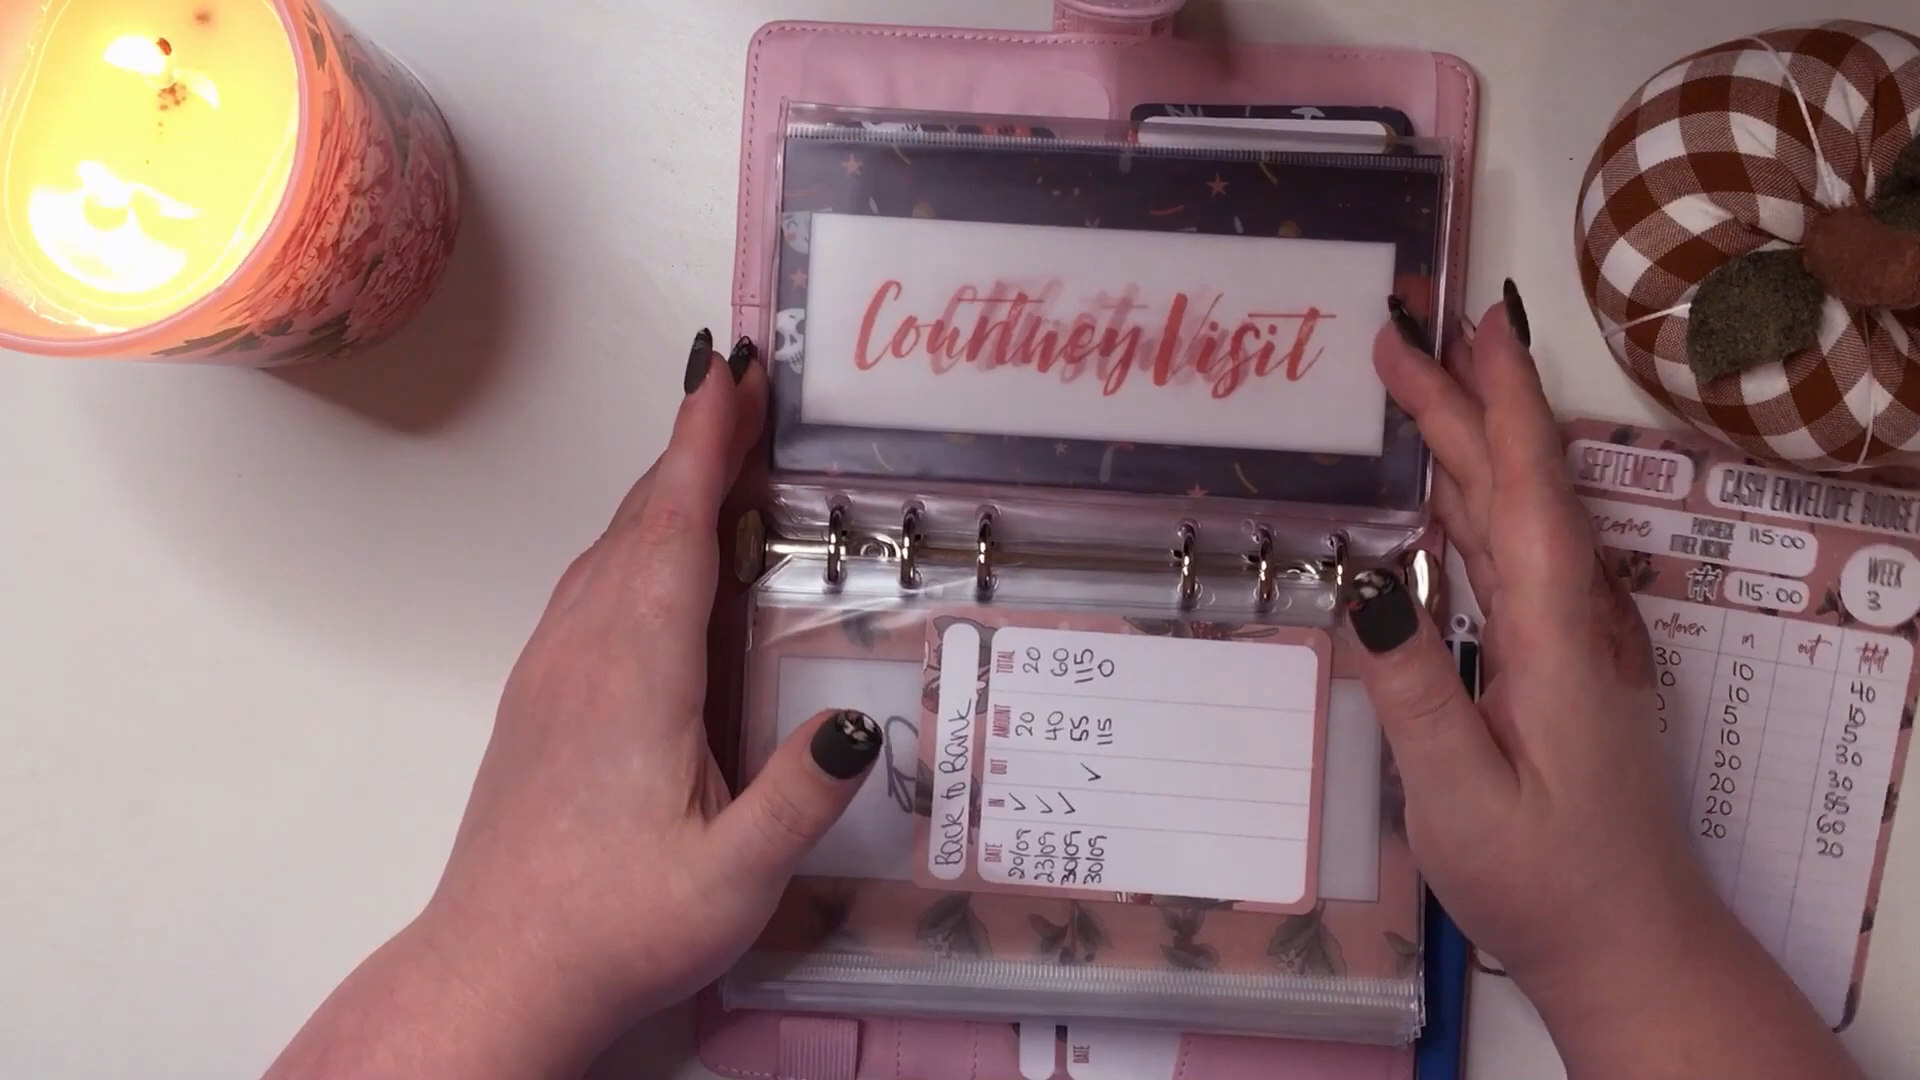 Courtney Visit
Back to Bank
DATE IN OUT AMOUNT TOTAL
20/09 ✓ 20 20
23/09 ✓ 40 60
30/09 ✓ 55 115
30/09 ✓ 115 0
DATE
SEPTEMBER
CASH ENVELOPE BUDGET
PAYCHECK 115.00
OTHER INCOME
total 115.00
WEEK
3
rollover in out total
30 10 40
10
5 5
10 30
20 30
20
20 60
20 20